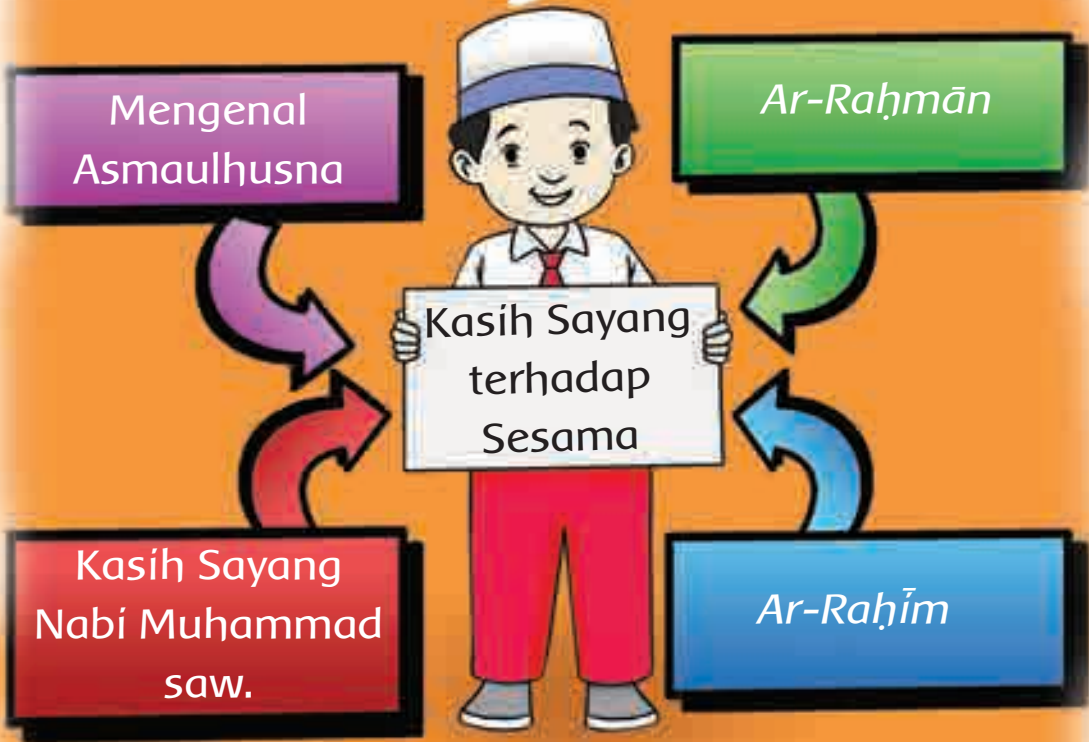 Mengenal
Asmaulhusna
Ar-Raḥmān
Kasih Sayang
terhadap
Sesama
Kasih Sayang
Nabi Muhammad
saw.
Ar-Raḥīm